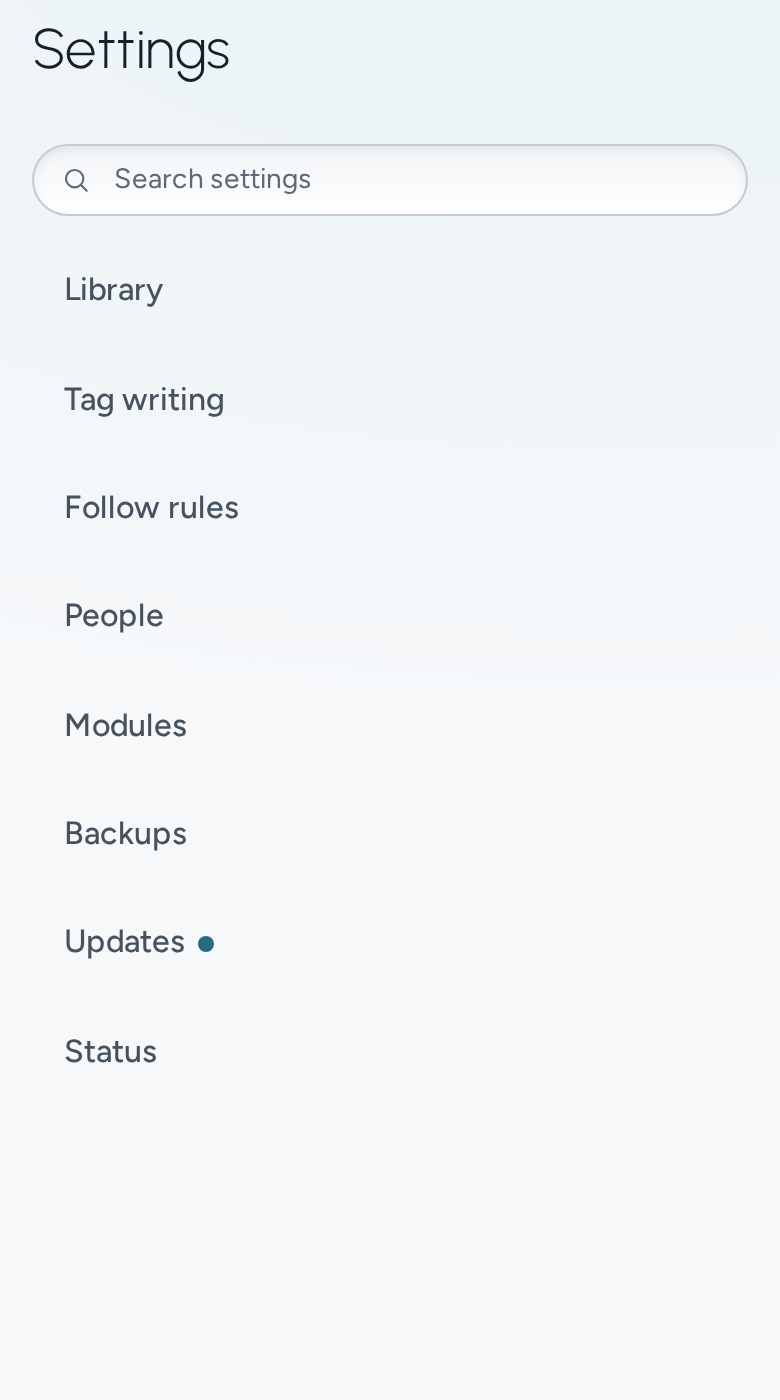 Settings
Search settings
Library
Tag writing
Follow rules
People
Modules
Backups
Updates
Status